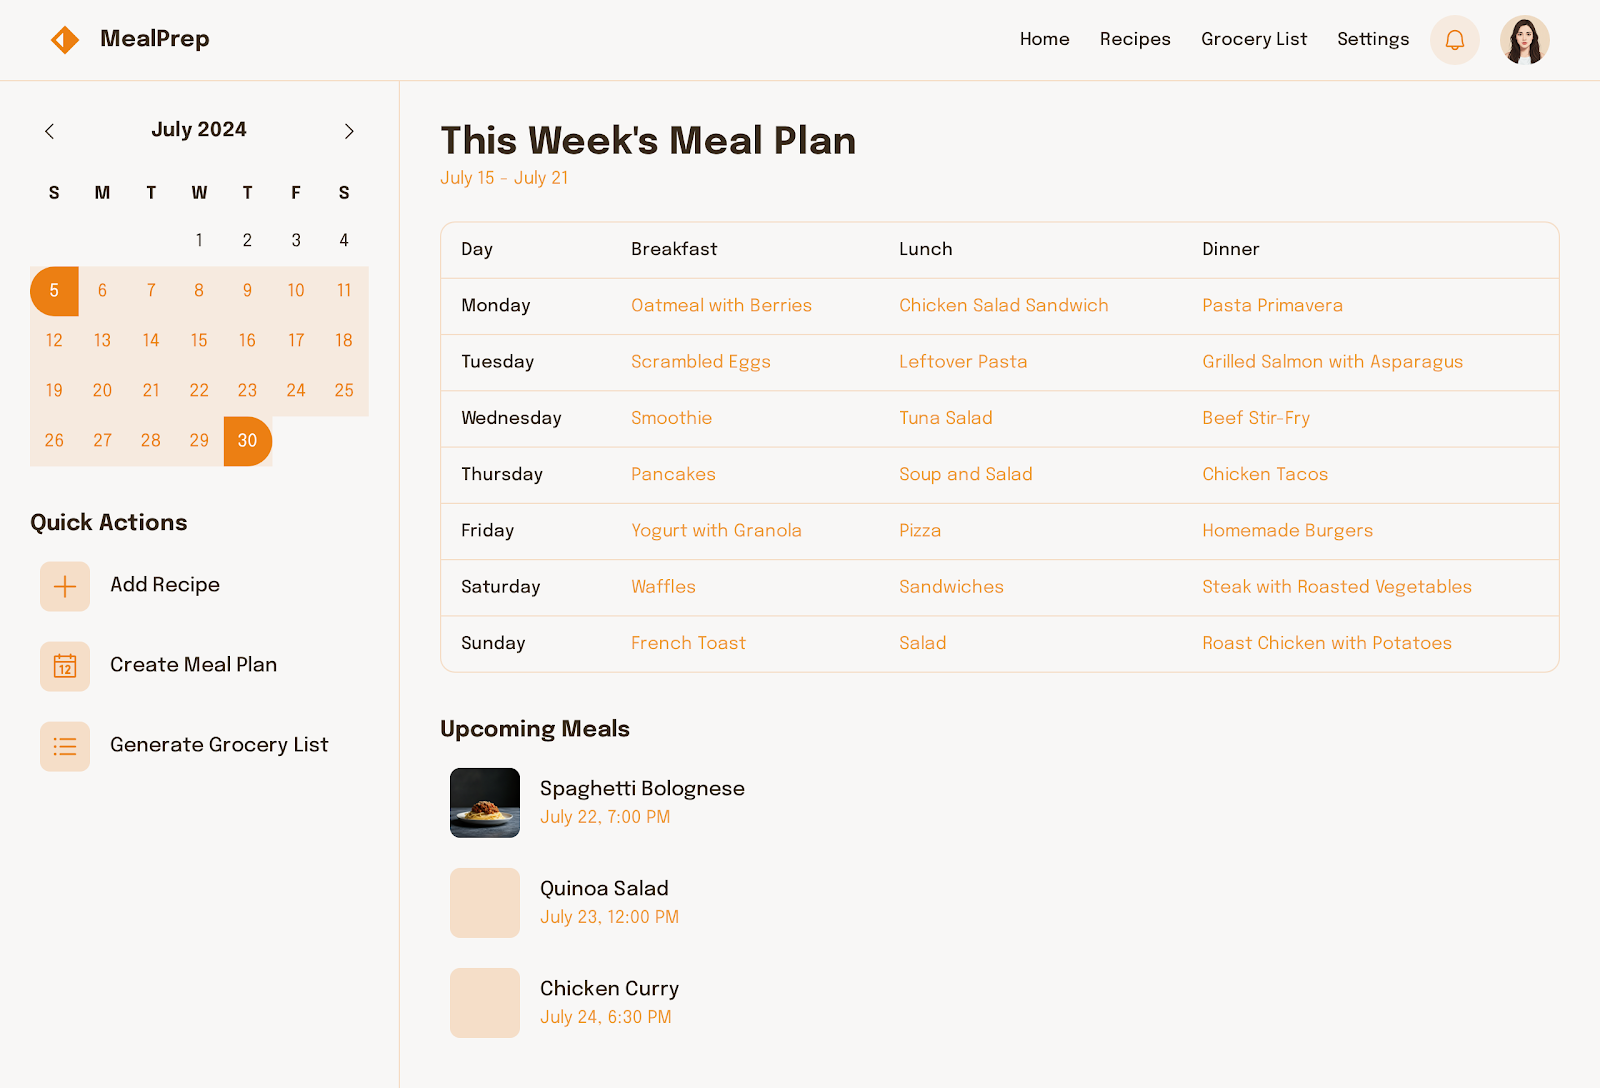 MealPrep
Home Recipes Grocery List Settings
July 2024
S M T W T F S
1 2 3 4
5 6 7 8 9 10 11
12 13 14 15 16 17 18
19 20 21 22 23 24 25
26 27 28 29 30
Quick Actions
Add Recipe
12
Create Meal Plan
Generate Grocery List
This Week's Meal Plan
July 15 - July 21
Day Breakfast Lunch Dinner
Monday Oatmeal with Berries Chicken Salad Sandwich Pasta Primavera
Tuesday Scrambled Eggs Leftover Pasta Grilled Salmon with Asparagus
Wednesday Smoothie Tuna Salad Beef Stir-Fry
Thursday Pancakes Soup and Salad Chicken Tacos
Friday Yogurt with Granola Pizza Homemade Burgers
Saturday Waffles Sandwiches Steak with Roasted Vegetables
Sunday French Toast Salad Roast Chicken with Potatoes
Upcoming Meals
Spaghetti Bolognese
July 22, 7:00 PM
Quinoa Salad
July 23, 12:00 PM
Chicken Curry
July 24, 6:30 PM